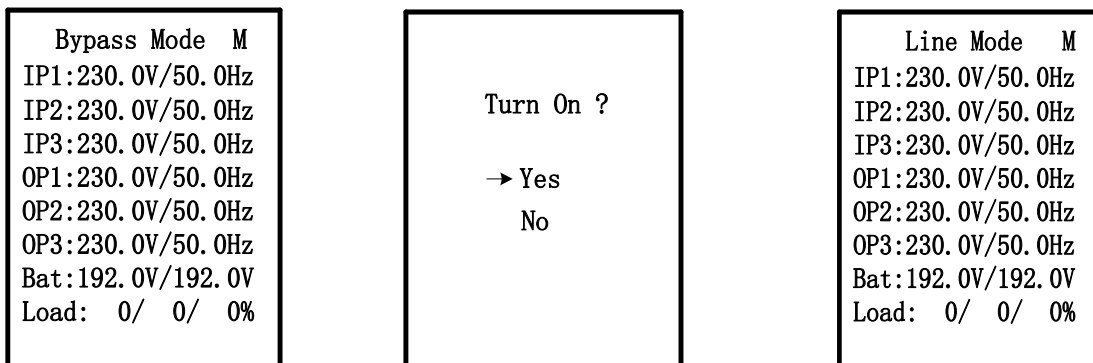 Bypass Mode M
IP1:230.0V/50.0Hz
IP2:230.0V/50.0Hz
IP3:230.0V/50.0Hz
OP1:230.0V/50.0Hz
OP2:230.0V/50.0Hz
OP3:230.0V/50.0Hz
Bat:192.0V/192.0V
Load: 0/ 0/ 0%
Turn On ?
→ Yes
No
Line Mode M
IP1:230.0V/50.0Hz
IP2:230.0V/50.0Hz
IP3:230.0V/50.0Hz
OP1:230.0V/50.0Hz
OP2:230.0V/50.0Hz
OP3:230.0V/50.0Hz
Bat:192.0V/192.0V
Load: 0/ 0/ 0%